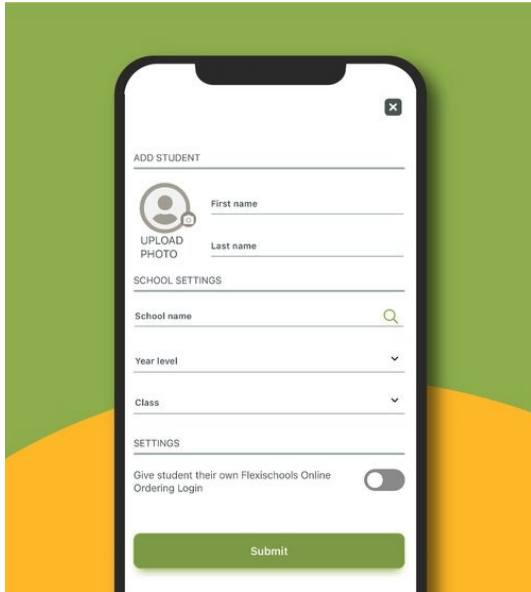 ADD STUDENT
First name
UPLOAD
PHOTO
Last name
SCHOOL SETTINGS
School name
Year level
Class
SETTINGS
Give student their own Flexischools Online
Ordering Login
Submit